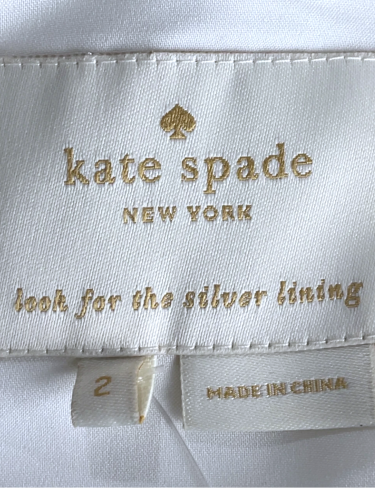 kate spade
NEW YORK
look for the silver lining
2
MADE IN CHINA